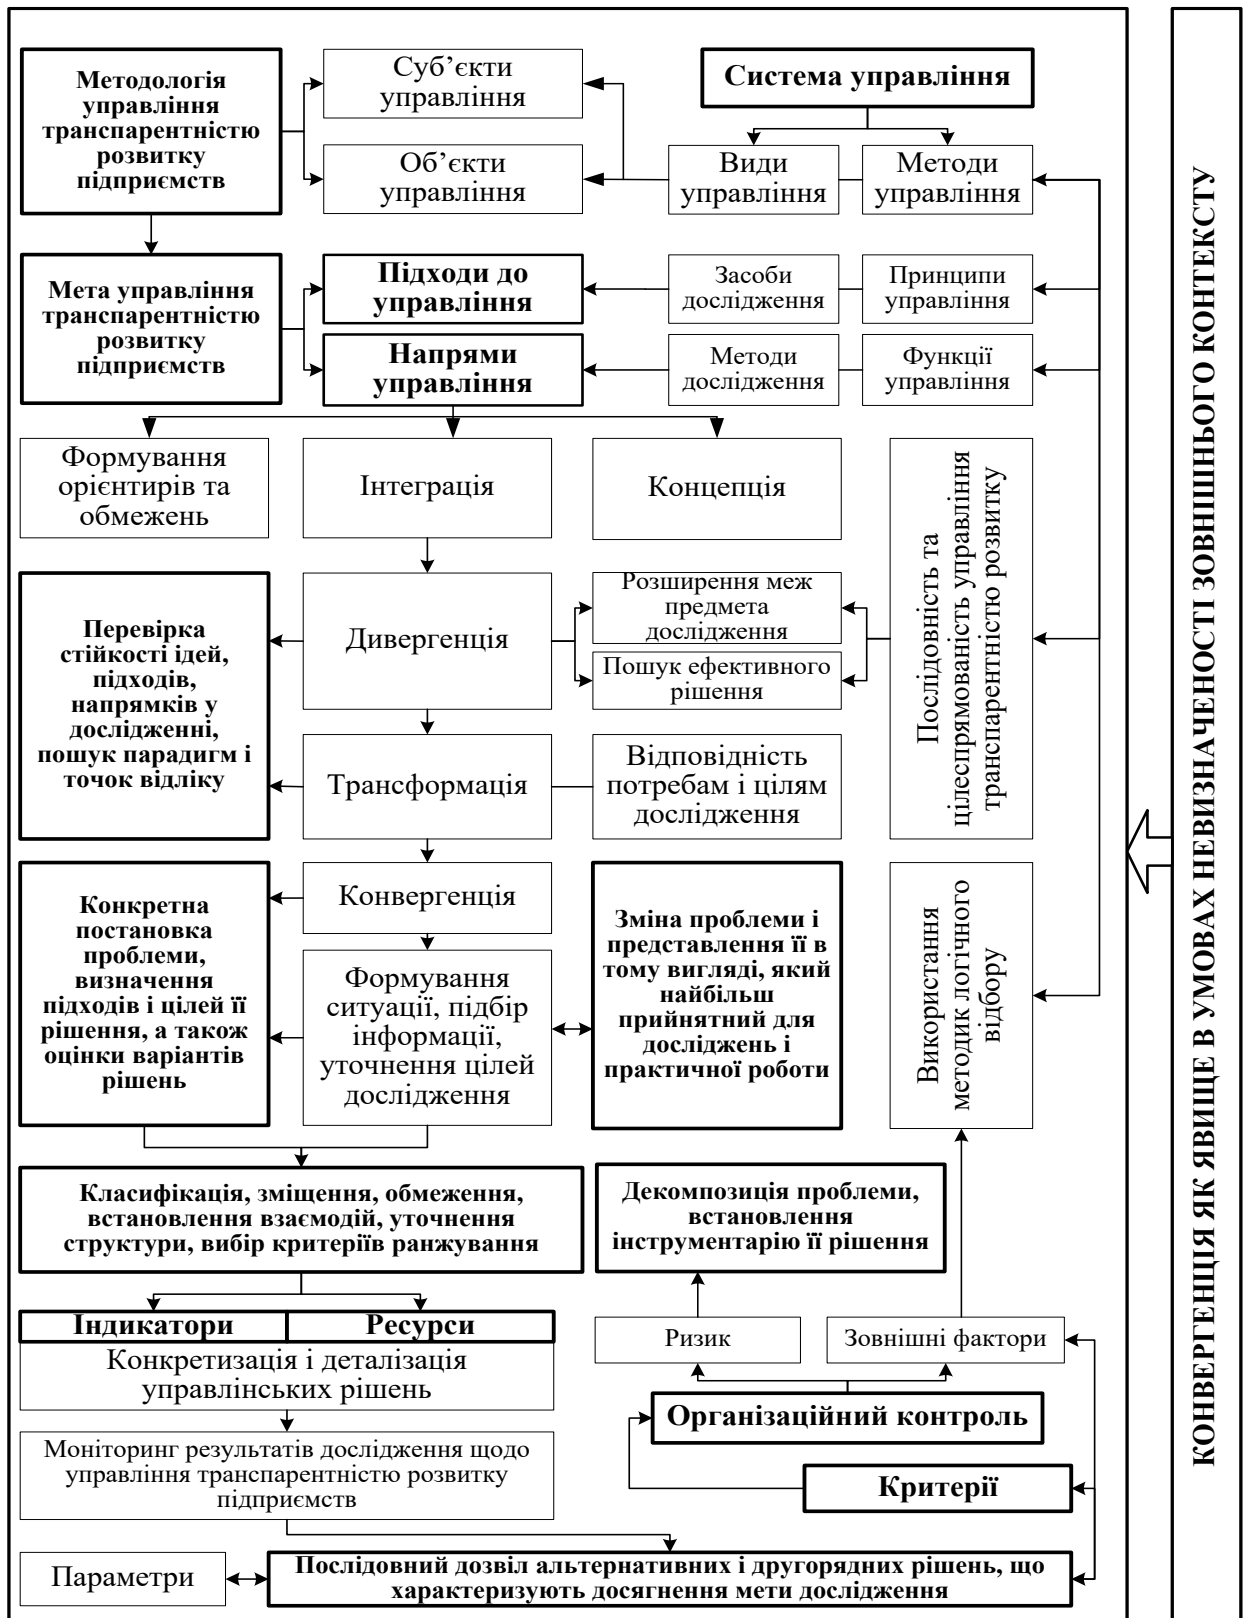 Методологія
управління
транспарентністю
розвитку
підприємств
Суб’єкти
управління
Об’єкти
управління
Система управління
Види
управління
Методи
управління
Мета управління
транспарентністю
розвитку
підприємств
Підходи до
управління
Напрями
управління
Засоби
дослідження
Принципи
управління
Методи
дослідження
Функції
управління
Формування
орієнтирів та
обмежень
Інтеграція
Концепція
Послідовність та
цілеспрямованість управління
транспарентністю розвитку
Перевірка
стійкості ідей,
підходів,
напрямків у
дослідженні,
пошук парадигм і
точок відліку
Дивергенція
Розширення меж
предмета
дослідження
Пошук ефективного
рішення
Трансформація
Відповідність
потребам і цілям
дослідження
Конкретна
постановка
проблеми,
визначення
підходів і цілей її
рішення, а також
оцінки варіантів
рішень
Конвергенція
Формування
ситуації, підбір
інформації,
уточнення цілей
дослідження
Зміна проблеми і
представлення її в
тому вигляді, який
найбільш
прийнятний для
досліджень і
практичної роботи
Використання
методик логічного
відбору
Класифікація, зміщення, обмеження,
встановлення взаємодій, уточнення
структури, вибір критеріїв ранжування
Декомпозиція проблеми,
встановлення
інструментарію її рішення
Індикатори
Ресурси
Конкретизація і деталізація
управлінських рішень
Ризик
Зовнішні фактори
Організаційний контроль
Моніторинг результатів дослідження щодо
управління транспарентністю розвитку
підприємств
Критерії
Параметри
Послідовний дозвіл альтернативних і другорядних рішень, що
характеризують досягнення мети дослідження
КОНВЕРГЕНЦІЯ ЯК ЯВИЩЕ В УМОВАХ НЕВИЗНАЧЕНОСТІ ЗОВНІШНЬОГО КОНТЕКСТУ